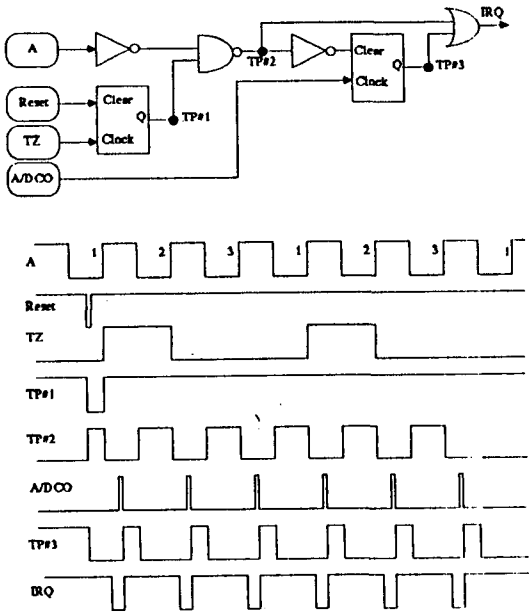 IRQ
A
Clear
Q
Clock
TP#2
TP#3
Reset
Clear
Q
Clock
TP#1
TZ
A/DCO
A
1
2
3
1
2
3
1
Reset
TZ
TP#1
TP#2
A/DCO
TP#3
IRQ